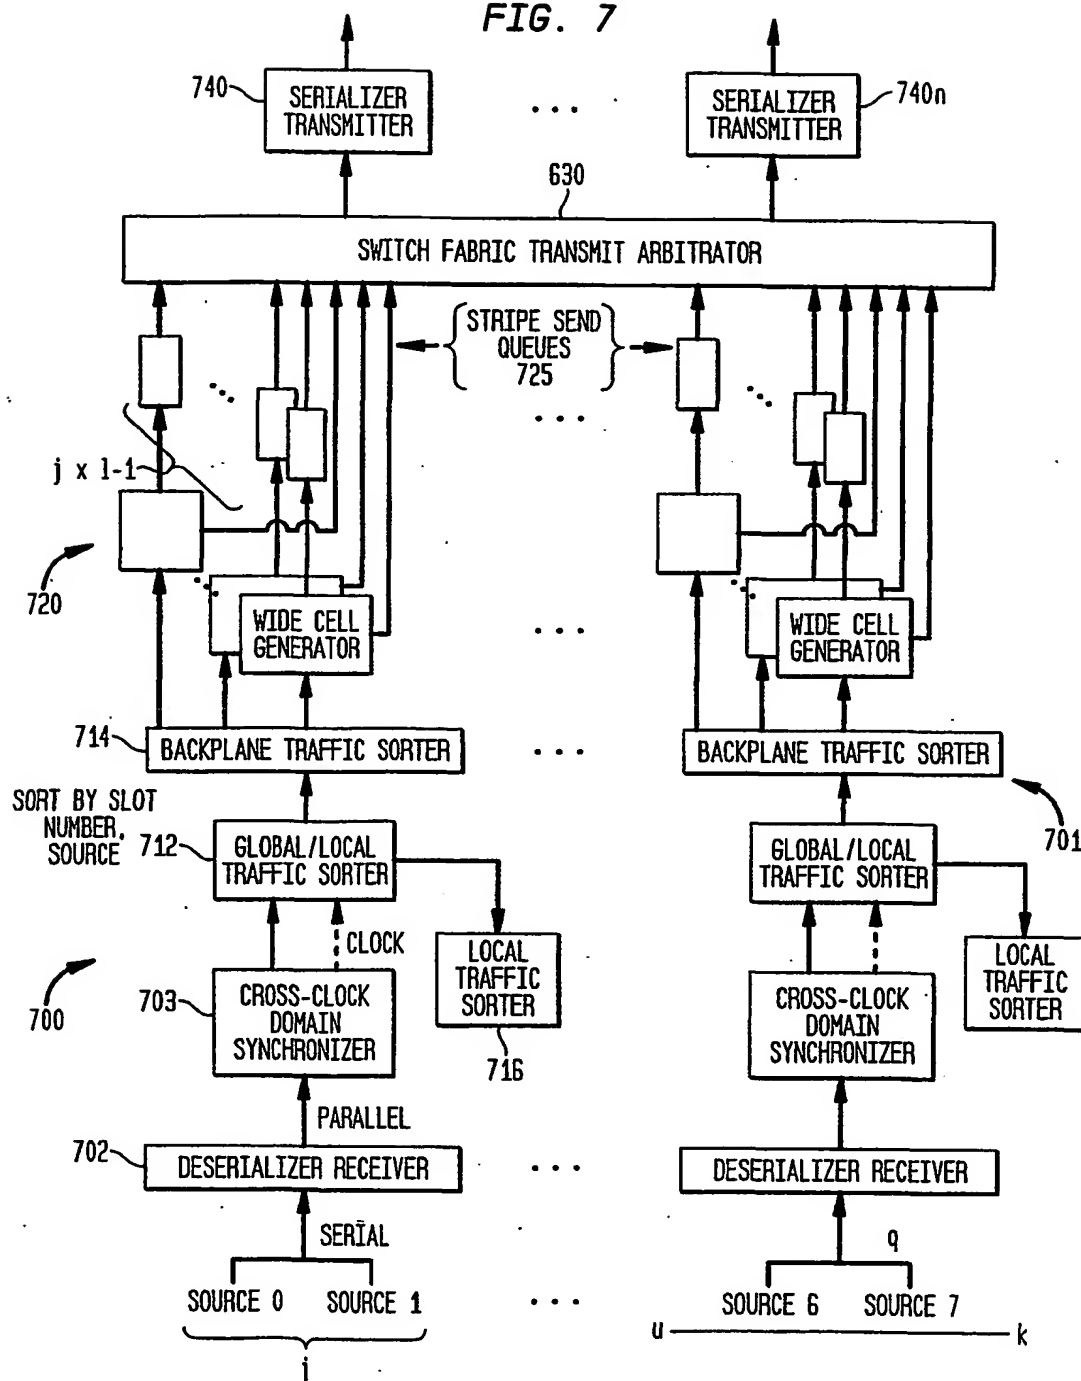 FIG. 7
740
SERIALIZER
TRANSMITTER
...
SERIALIZER
TRANSMITTER
740n
630
SWITCH FABRIC TRANSMIT ARBITRATOR
STRIPE SEND
QUEUES
725
...
j x l-1
720
WIDE CELL
GENERATOR
...
WIDE CELL
GENERATOR
714
BACKPLANE TRAFFIC SORTER
...
BACKPLANE TRAFFIC SORTER
701
SORT BY SLOT
NUMBER,
SOURCE
712
GLOBAL/LOCAL
TRAFFIC SORTER
GLOBAL/LOCAL
TRAFFIC SORTER
CLOCK
LOCAL
TRAFFIC
SORTER
716
LOCAL
TRAFFIC
SORTER
700
703
CROSS-CLOCK
DOMAIN
SYNCHRONIZER
CROSS-CLOCK
DOMAIN
SYNCHRONIZER
PARALLEL
702
DESERIALIZER RECEIVER
...
DESERIALIZER RECEIVER
SERIAL
q
SOURCE 0
SOURCE 1
...
SOURCE 6
SOURCE 7
u
k